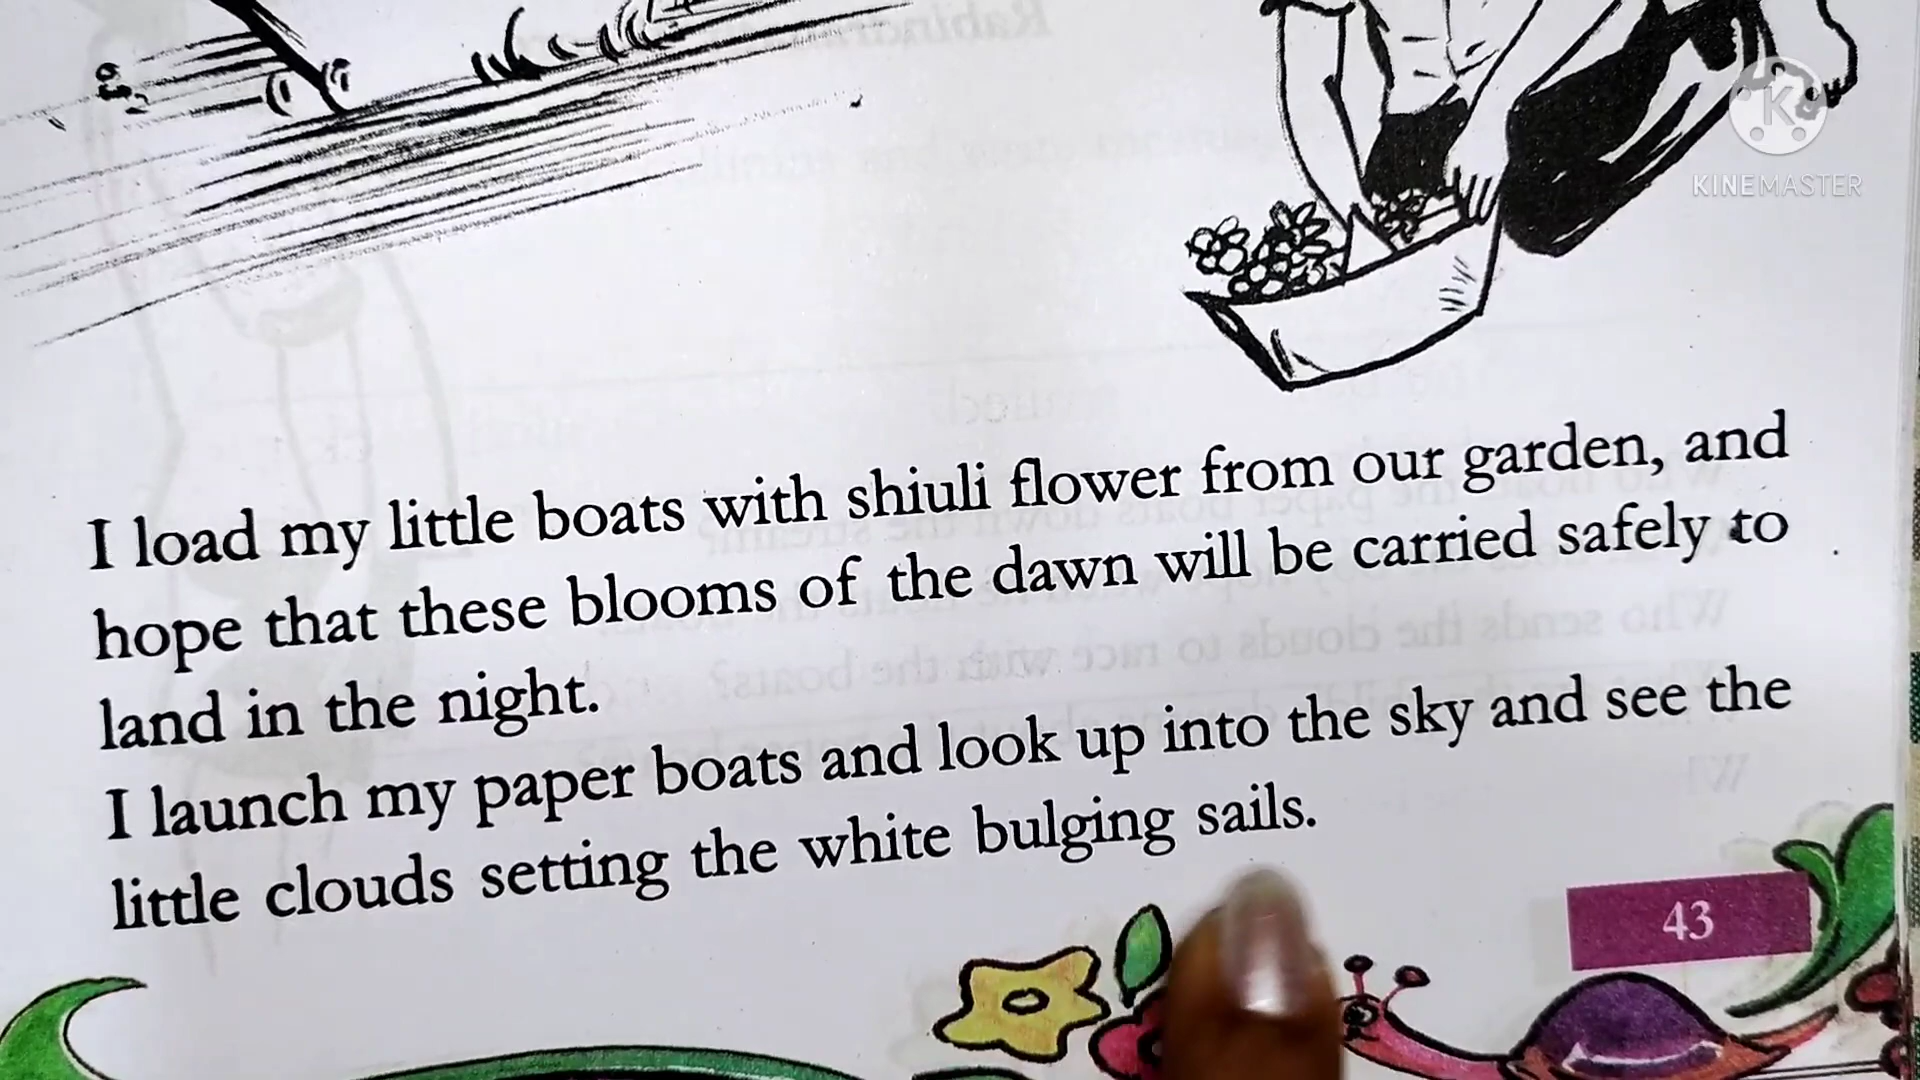 KINEMASTER
I load my little boats with shiuli flower from our garden, and
hope that these blooms of the dawn will be carried safely to
land in the night.
I launch my paper boats and look up into the sky and see the
little clouds setting the white bulging sails.
43